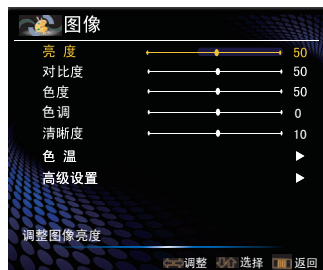 图像
亮 度 50
对比度 50
色度 50
色调 0
清晰度 10
色 温
高级设置
调整图像亮度
调整 选择 返回